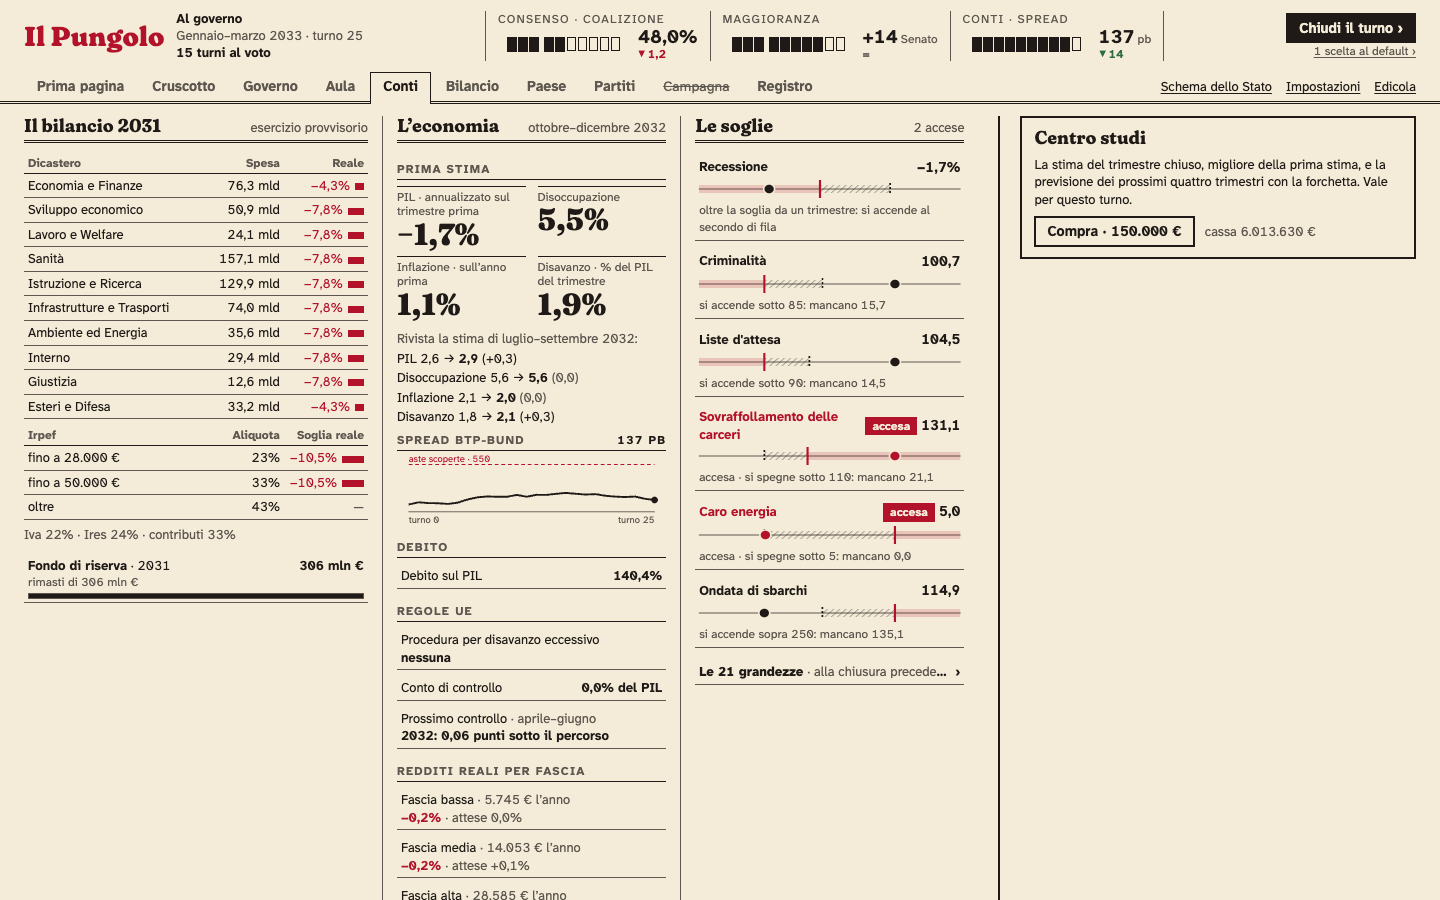 Il Pungolo
Al governo
Gennaio–marzo 2033 · turno 25
15 turni al voto
CONSENSO · COALIZIONE
48,0%
▼1,2
MAGGIORANZA
+14 Senato
=
CONTI · SPREAD
137 pb
▼14
Chiudi il turno ›
1 scelta al default ›
Prima pagina Cruscotto Governo Aula Conti Bilancio Paese Partiti Campagna Registro
Schema dello Stato Impostazioni Edicola
Il bilancio 2031 esercizio provvisorio
Dicastero Spesa Reale
Economia e Finanze 76,3 mld –4,3%
Sviluppo economico 50,9 mld –7,8%
Lavoro e Welfare 24,1 mld –7,8%
Sanità 157,1 mld –7,8%
Istruzione e Ricerca 129,9 mld –7,8%
Infrastrutture e Trasporti 74,0 mld –7,8%
Ambiente ed Energia 35,6 mld –7,8%
Interno 29,4 mld –7,8%
Giustizia 12,6 mld –7,8%
Esteri e Difesa 33,2 mld –4,3%
Irpef Aliquota Soglia reale
fino a 28.000 € 23% –10,5%
fino a 50.000 € 33% –10,5%
oltre 43% —
Iva 22% · Ires 24% · contributi 33%
Fondo di riserva · 2031 306 mln €
rimasti di 306 mln €
L'economia ottobre–dicembre 2032
PRIMA STIMA
PIL · annualizzato sul
trimestre prima
–1,7%
Disoccupazione
5,5%
Inflazione · sull'anno
prima
1,1%
Disavanzo · % del PIL
del trimestre
1,9%
Rivista la stima di luglio–settembre 2032:
PIL 2,6 → 2,9 (+0,3)
Disoccupazione 5,6 → 5,6 (0,0)
Inflazione 2,1 → 2,0 (0,0)
Disavanzo 1,8 → 2,1 (+0,3)
SPREAD BTP-BUND 137 PB
aste scoperte · 550
turno 0 turno 25
DEBITO
Debito sul PIL 140,4%
REGOLE UE
Procedura per disavanzo eccessivo
nessuna
Conto di controllo 0,0% del PIL
Prossimo controllo · aprile–giugno
2032: 0,06 punti sotto il percorso
REDDITI REALI PER FASCIA
Fascia bassa · 5.745 € l'anno
–0,2% · attese 0,0%
Fascia media · 14.053 € l'anno
–0,2% · attese +0,1%
Fascia alta · 28.585 € l'anno
Le soglie 2 accese
Recessione –1,7%
oltre la soglia da un trimestre: si accende al
secondo di fila
Criminalità 100,7
si accende sotto 85: mancano 15,7
Liste d'attesa 104,5
si accende sotto 90: mancano 14,5
Sovraffollamento delle
carceri
accesa 131,1
accesa · si spegne sotto 110: mancano 21,1
Caro energia accesa 5,0
accesa · si spegne sotto 5: mancano 0,0
Ondata di sbarchi 114,9
si accende sopra 250: mancano 135,1
Le 21 grandezze · alla chiusura precede... ›
Centro studi
La stima del trimestre chiuso, migliore della prima stima, e la
previsione dei prossimi quattro trimestri con la forchetta. Vale
per questo turno.
Compra · 150.000 € cassa 6.013.630 €